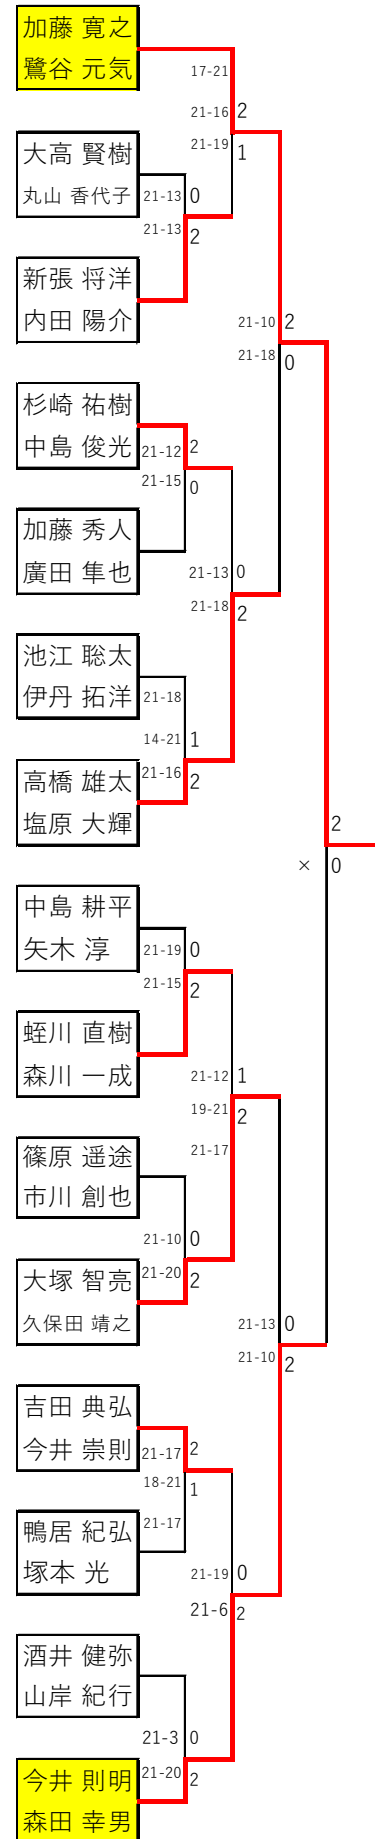 加藤 寛之
鷺谷 元気
17-21
21-16 2
21-19 1
大高 賢樹
丸山 香代子
21-13 0
21-13 2
新張 将洋
内田 陽介
21-10 2
21-18 0
杉崎 祐樹
中島 俊光
21-12 2
21-15 0
加藤 秀人
廣田 隼也
21-13 0
21-18 2
池江 聡太
伊丹 拓洋
21-18
14-21 1
21-16 2
高橋 雄太
塩原 大輝
2
× 0
中島 耕平
矢木 淳
21-19 0
21-15 2
蛭川 直樹
森川 一成
21-12 1
19-21 2
21-17
篠原 遥途
市川 創也
21-10 0
21-20 2
大塚 智亮
久保田 靖之
21-13 0
21-10 2
吉田 典弘
今井 崇則
21-17 2
18-21 1
21-17
鴨居 紀弘
塚本 光
21-19 0
21-6 2
酒井 健弥
山岸 紀行
21-3 0
21-20 2
今井 則明
森田 幸男